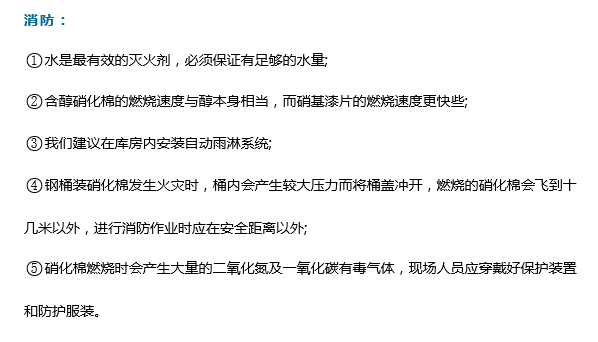 消防：
①水是最有效的灭火剂，必须保证有足够的水量;
②含醇硝化棉的燃烧速度与醇本身相当，而硝基漆片的燃烧速度更快些;
③我们建议在库房内安装自动雨淋系统;
④钢桶装硝化棉发生火灾时，桶内会产生较大压力而将桶盖冲开，燃烧的硝化棉会飞到十
几米以外，进行消防作业时应在安全距离以外;
⑤硝化棉燃烧时会产生大量的二氧化氮及一氧化碳有毒气体，现场人员应穿戴好保护装置
和防护服装。